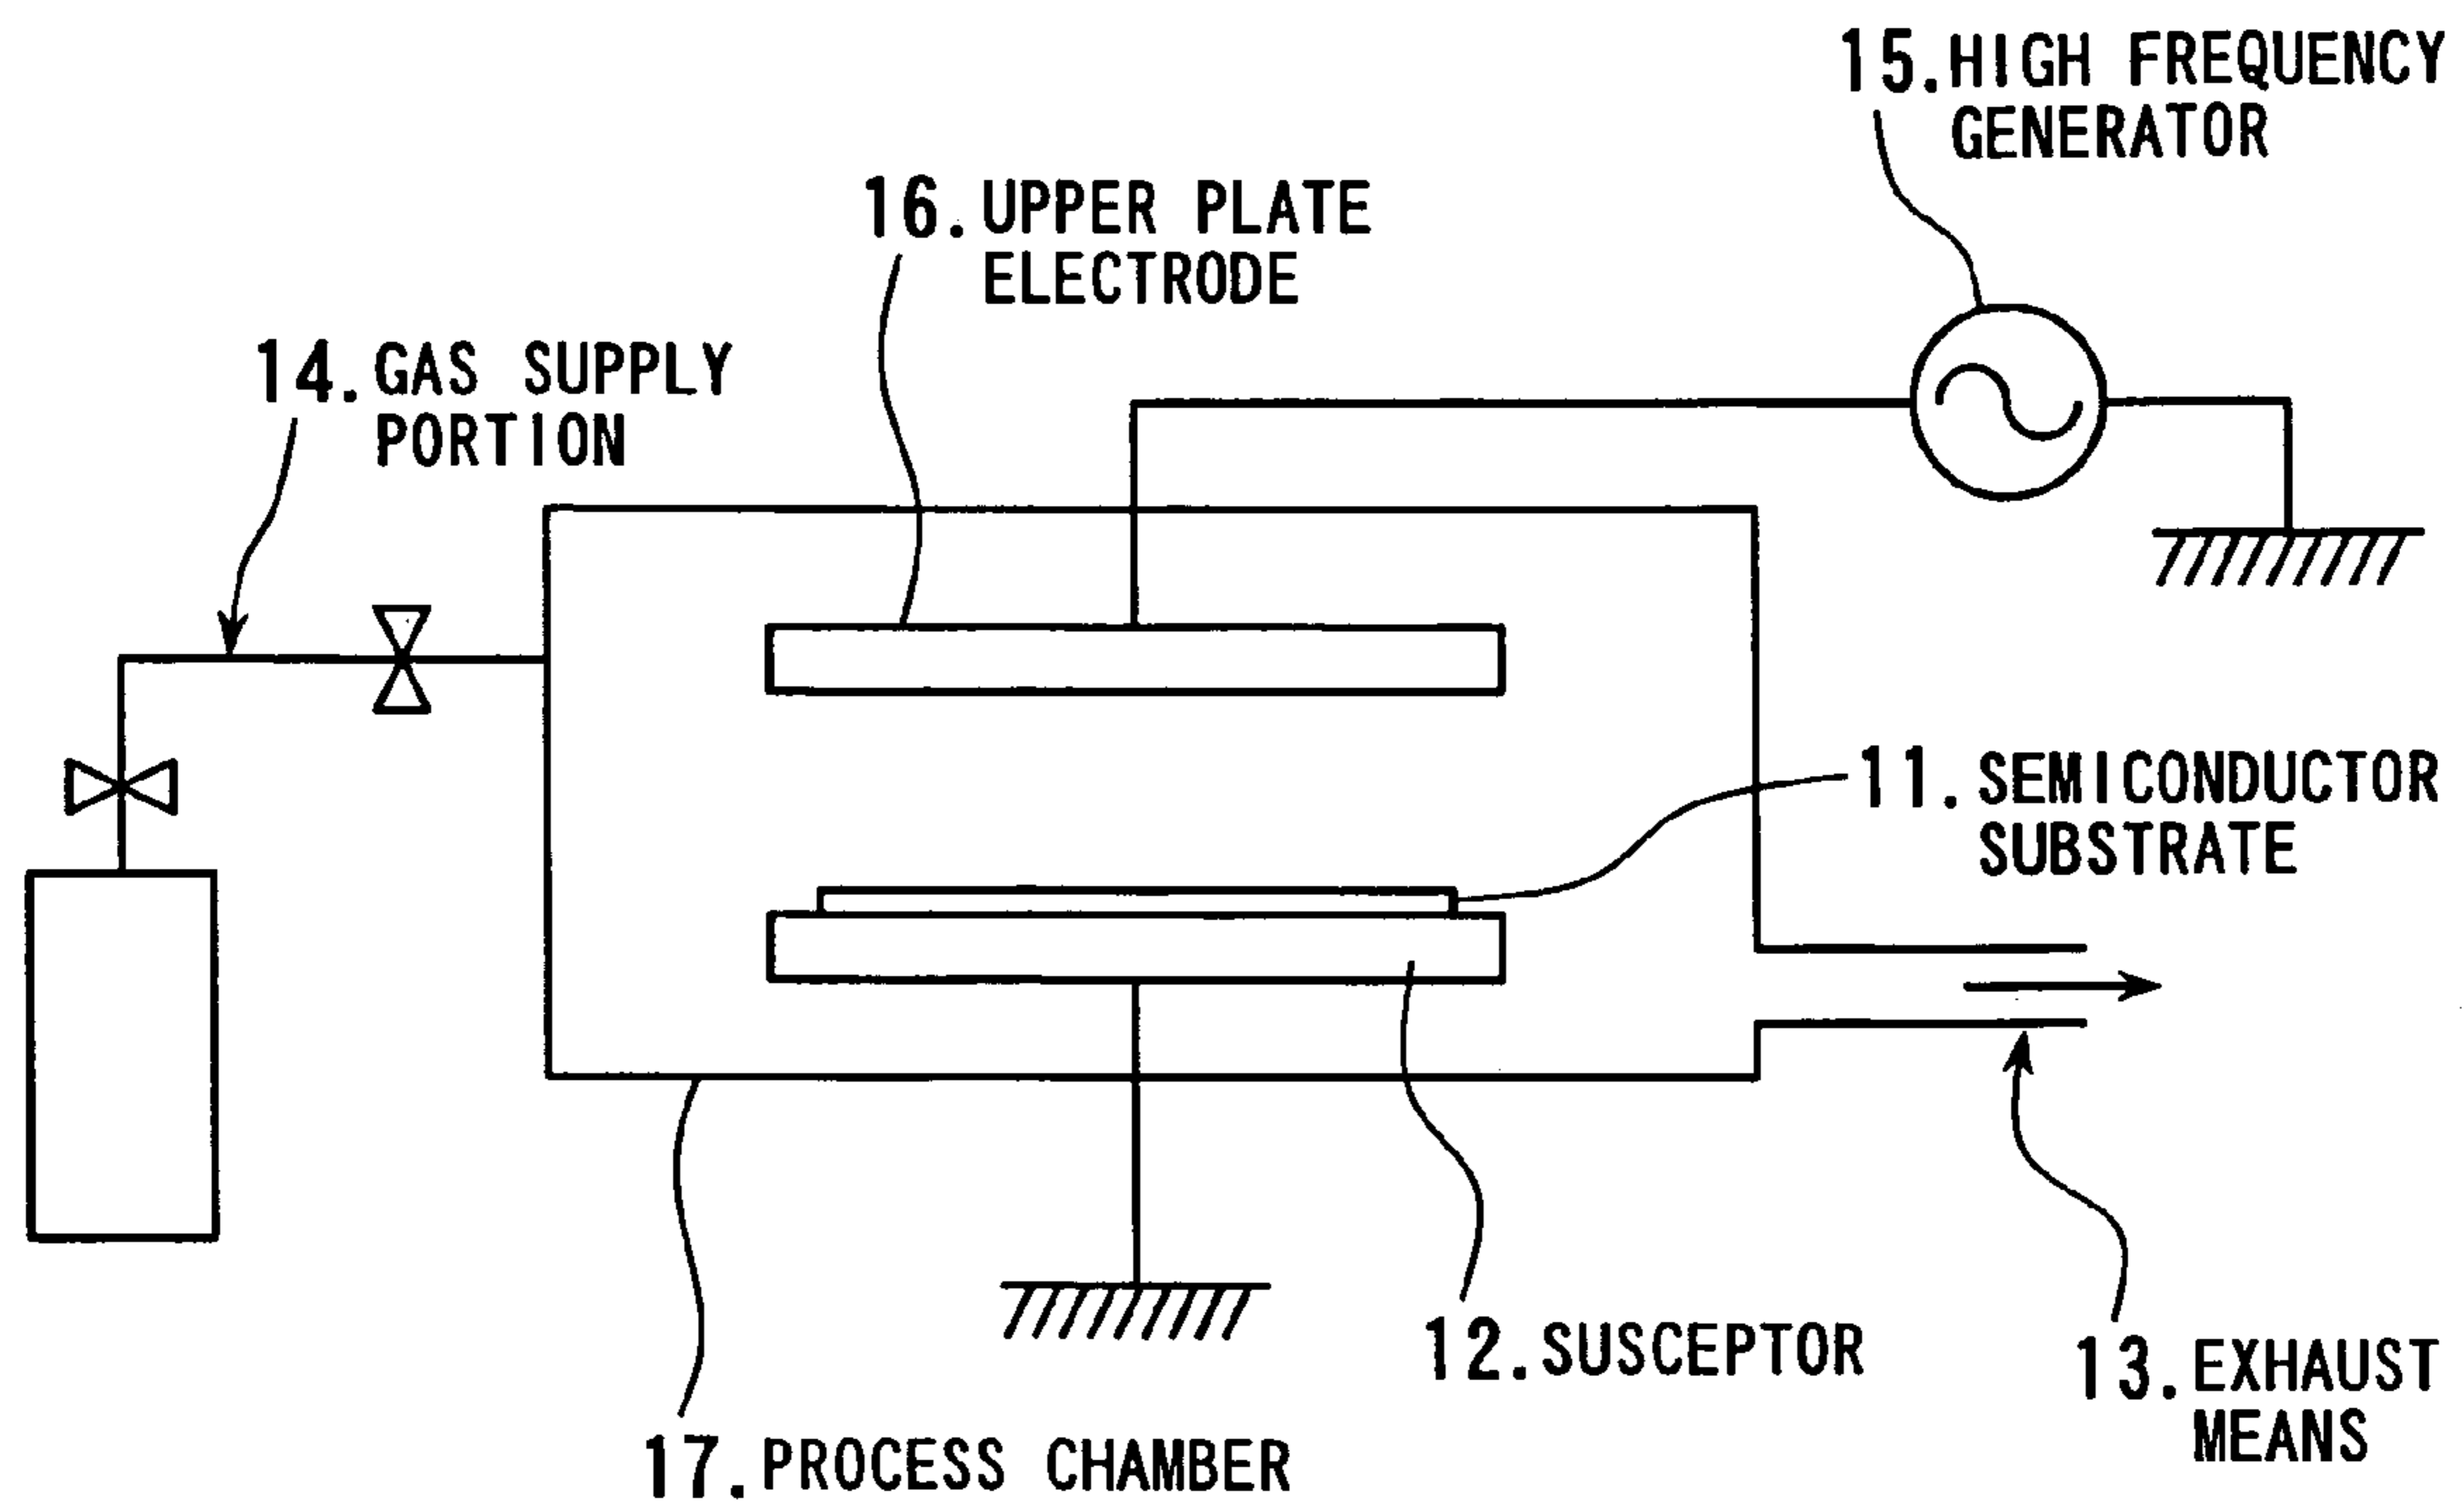 15. HIGH FREQUENCY
GENERATOR
16. UPPER PLATE
ELECTRODE
14. GAS SUPPLY
PORTION
11. SEMICONDUCTOR
SUBSTRATE
12. SUSCEPTOR
13. EXHAUST
MEANS
17. PROCESS CHAMBER